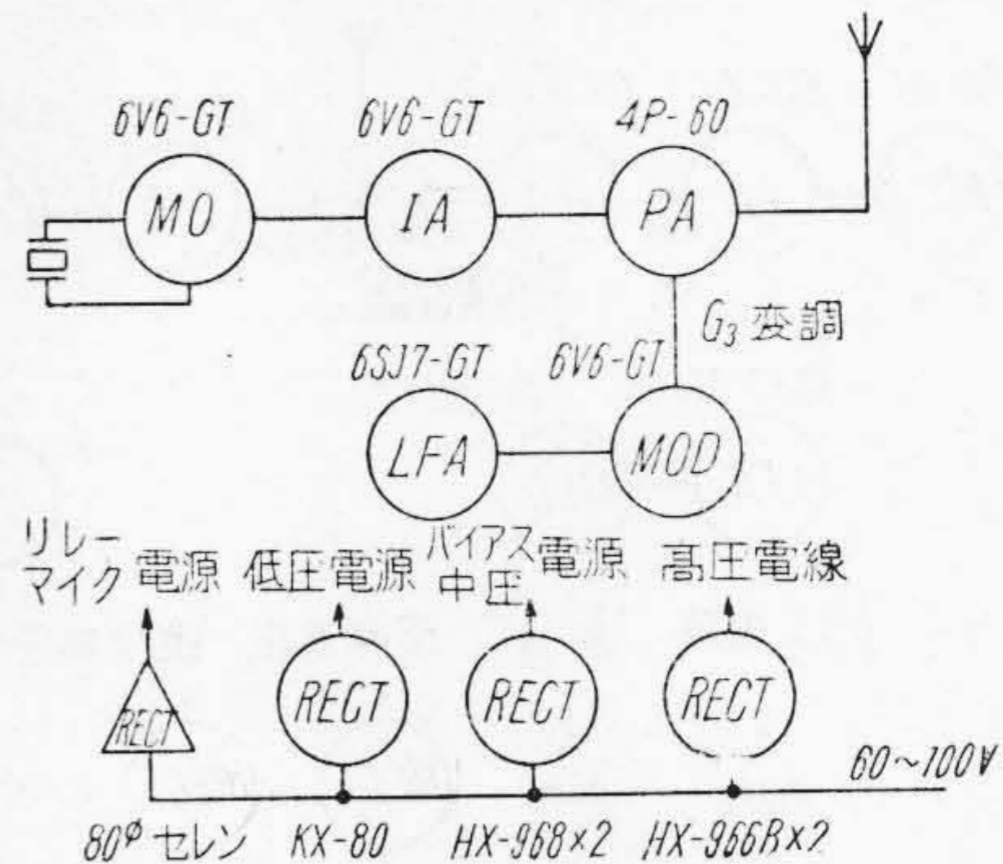 6V6-GT 6V6-GT 4P-60
MO IA PA
G₃ 変調
6SJ7-GT 6V6-GT
LFA MOD
リレー
マイク 電源 低圧電源 バイアス
中圧 電源 高圧電線
RECT RECT RECT RECT
60~100V
80φ セレン KX-80 HX-968×2 HX-966R×2